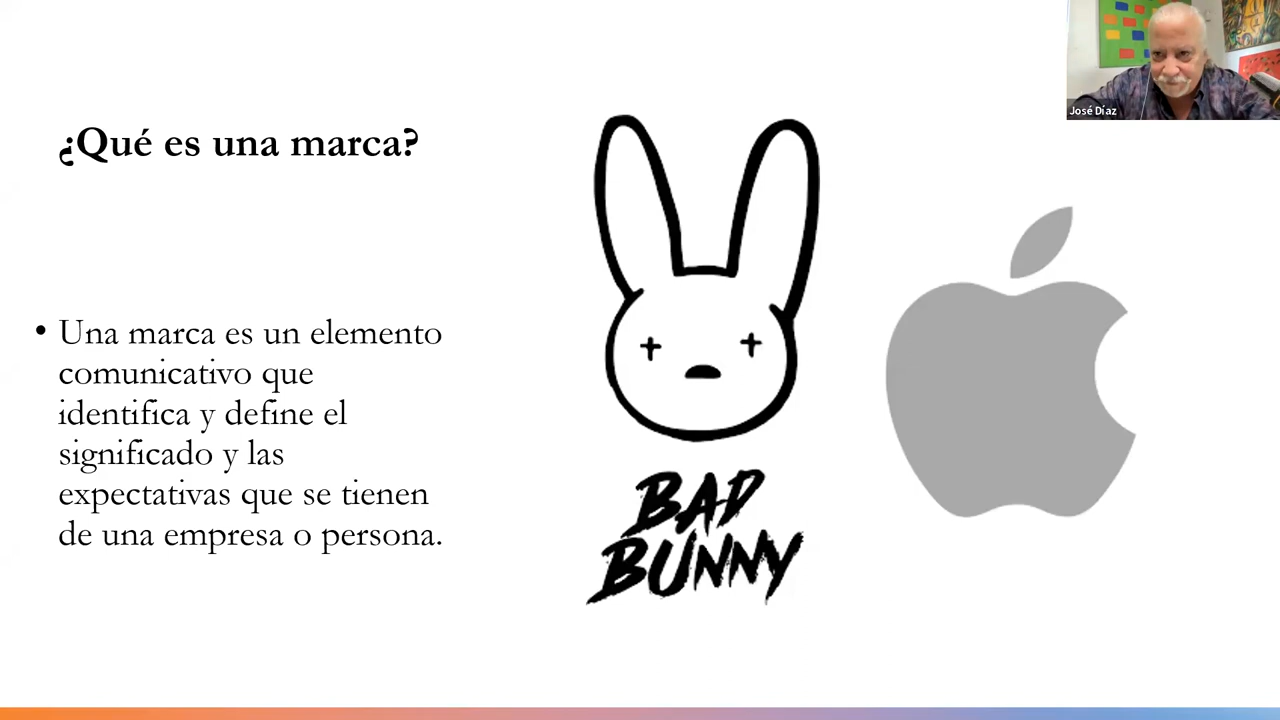 José Díaz
¿Qué es una marca?
• Una marca es un elemento
comunicativo que
identifica y define el
significado y las
expectativas que se tienen
de una empresa o persona.
BAD
BUNNY